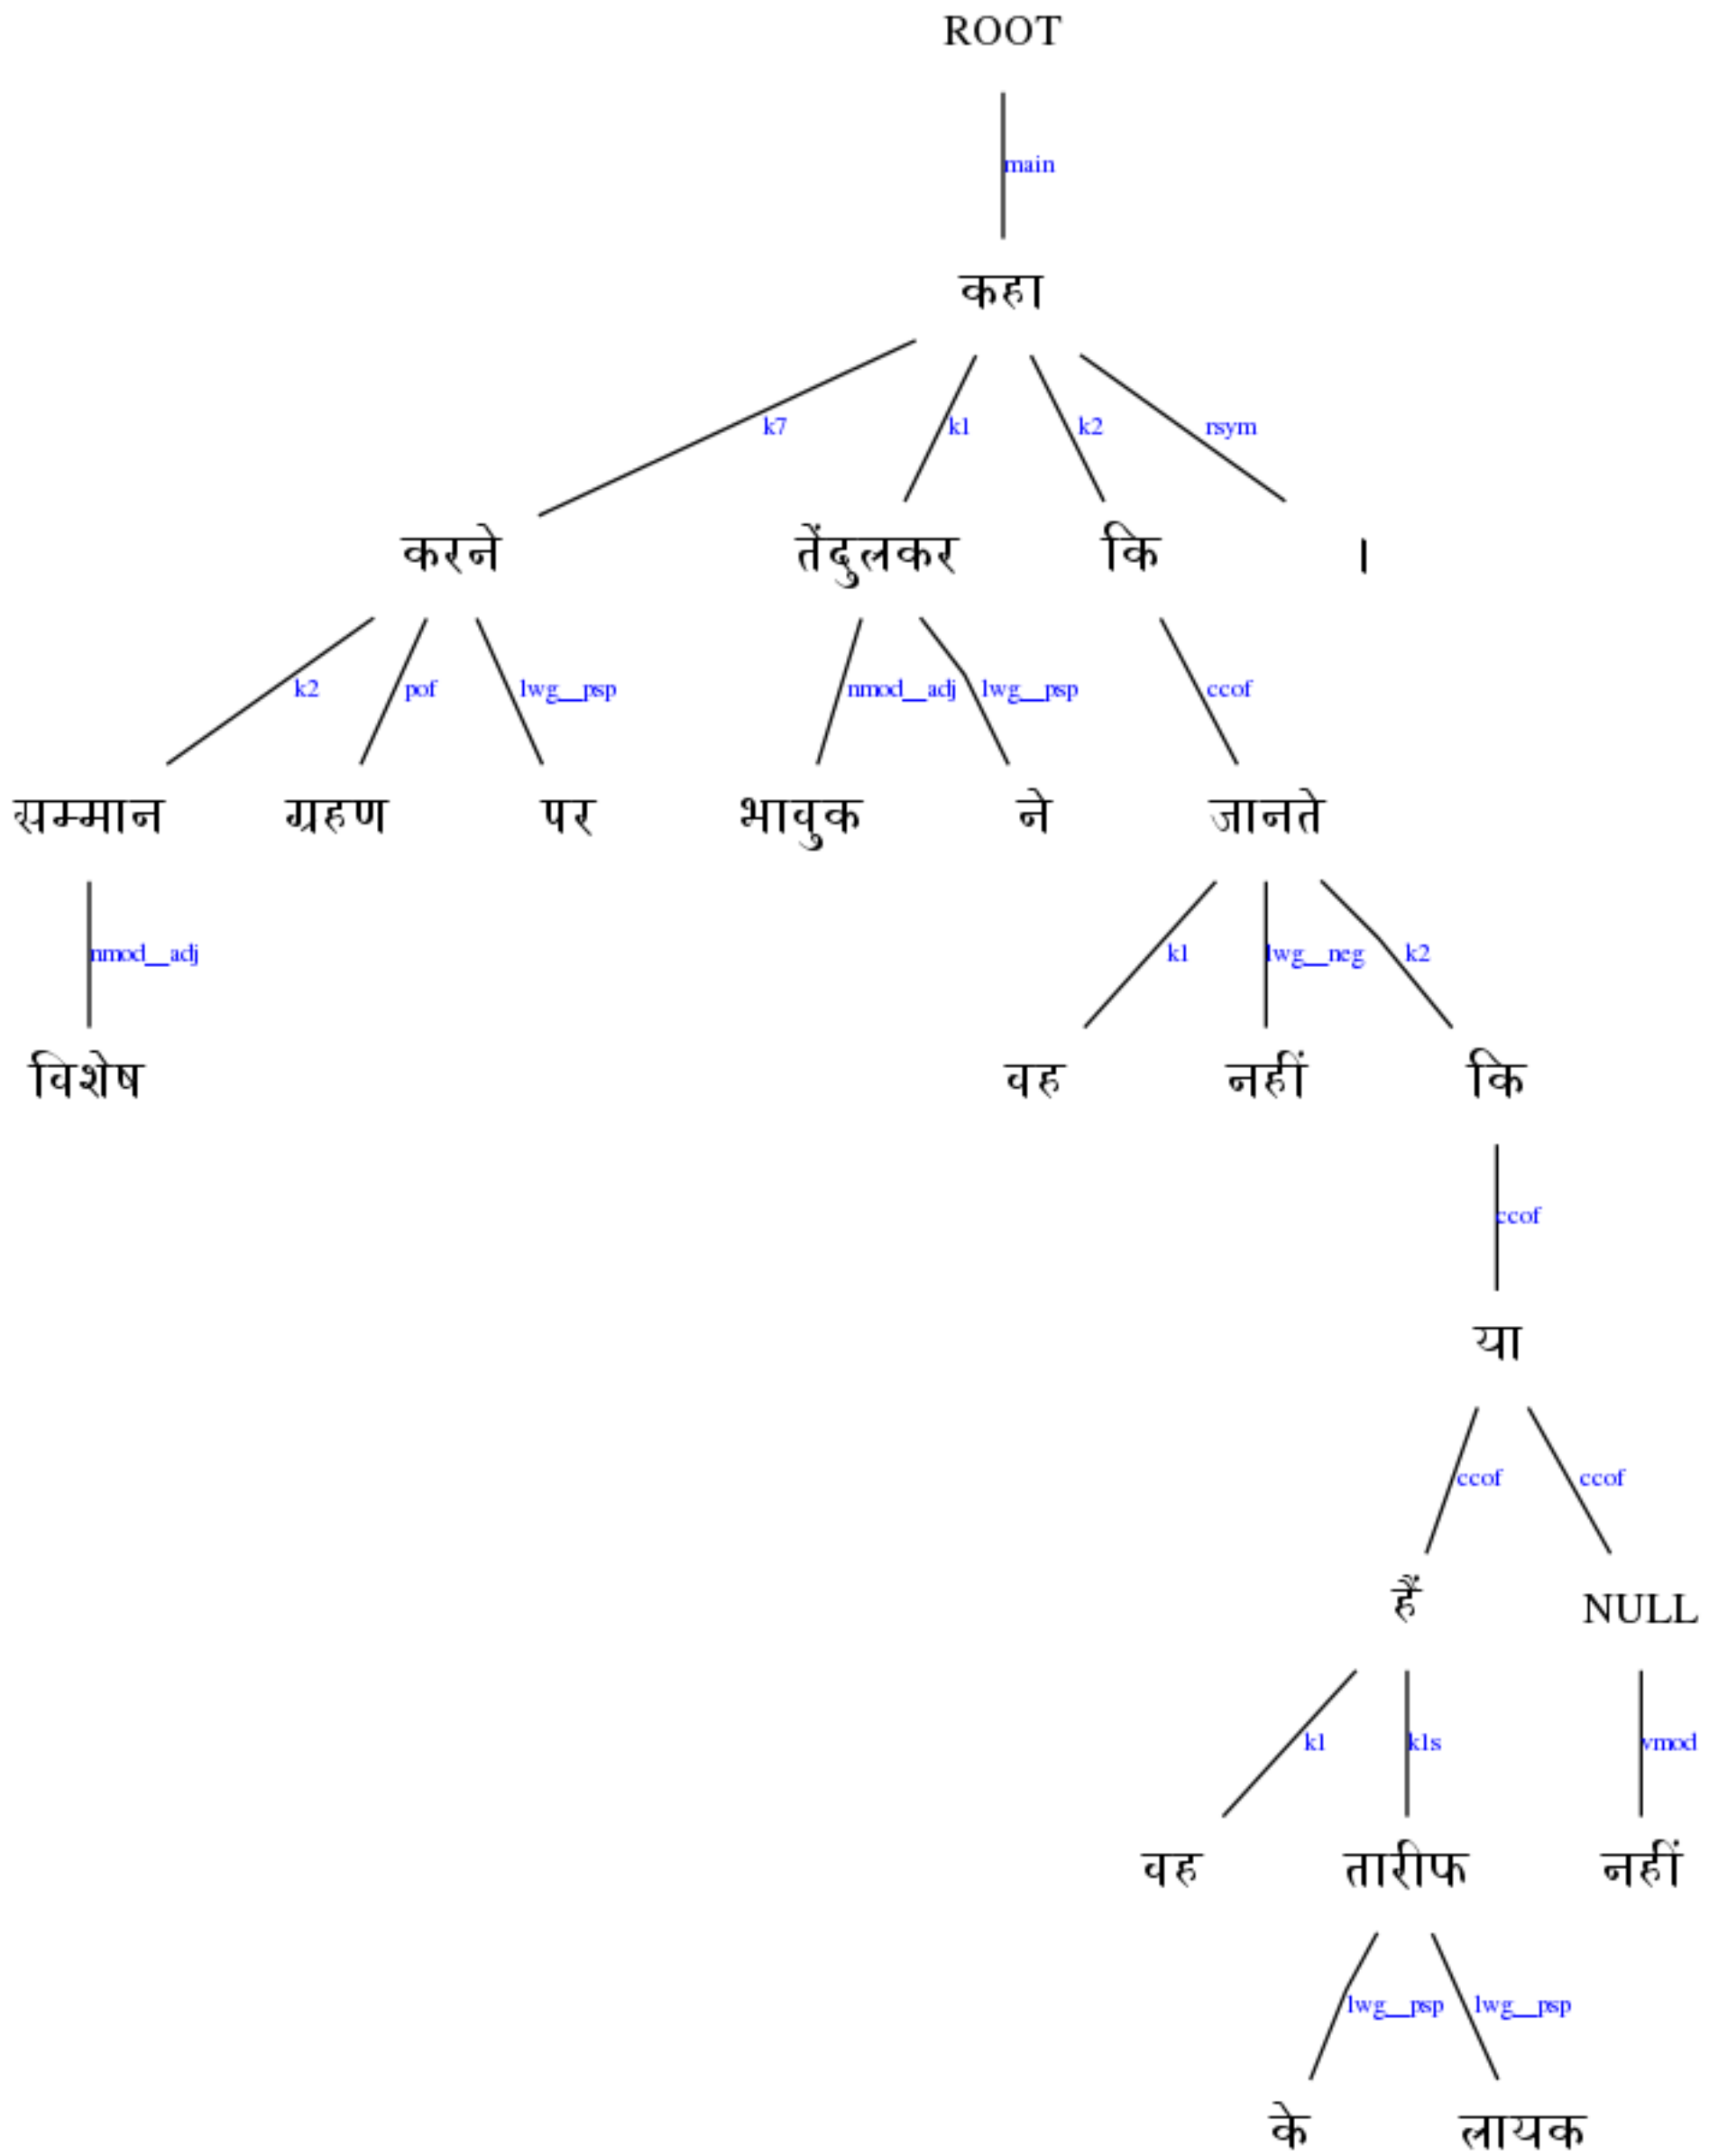 ROOT
main
कहा
k7 k1 k2 rsym
करने तेंदुलकर कि ।
k2 pof lwg__psp nmod__adj lwg__psp ccof
सम्मान ग्रहण पर भावुक ने जानते
nmod__adj k1 lwg__neg k2
विशेष वह नहीं कि
ccof
या
ccof ccof
हैं NULL
k1 k1s vmod
वह तारीफ नहीं
lwg__psp lwg__psp
के लायक